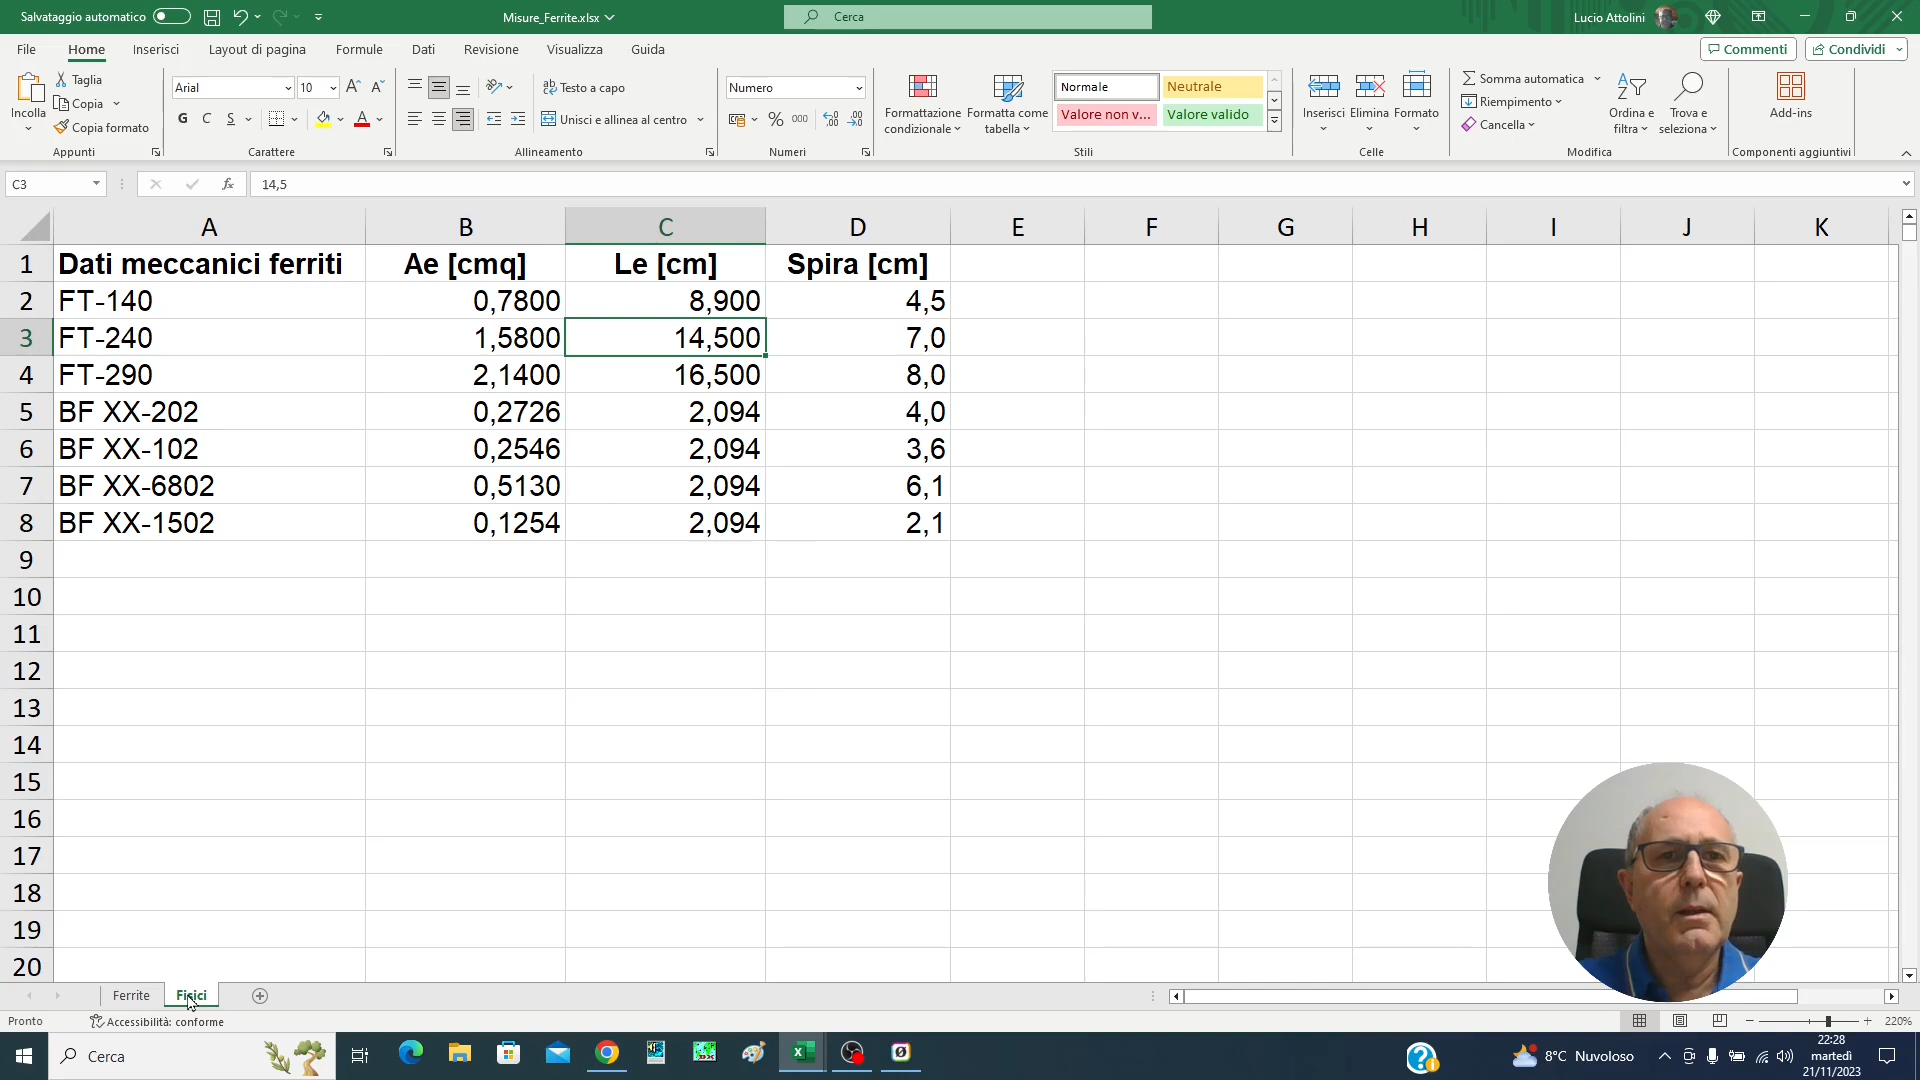 Salvataggio automatico
Misure_Ferrite.xlsx
Cerca
Lucio Attolini
File
Home
Inserisci
Layout di pagina
Formule
Dati
Revisione
Visualizza
Guida
Commenti
Condividi
Incolla
Taglia
Copia
Copia formato
Appunti
Arial
10
A^
A
G C S
A
Carattere
Testo a capo
Unisci e allinea al centro
Allineamento
Numero
% 000
Numeri
Formattazione condizionale
Formatta come tabella
Normale
Neutrale
Valore non v...
Valore valido
Stili
Inserisci
Elimina
Formato
Celle
Somma automatica
Riempimento
Cancella
Ordina e filtra
Trova e seleziona
Modifica
Add-ins
Componenti aggiuntivi
C3
fx
14,5
A B C D E F G H I J K
1 Dati meccanici ferriti Ae [cmq] Le [cm] Spira [cm]
2 FT-140 0,7800 8,900 4,5
3 FT-240 1,5800 14,500 7,0
4 FT-290 2,1400 16,500 8,0
5 BF XX-202 0,2726 2,094 4,0
6 BF XX-102 0,2546 2,094 3,6
7 BF XX-6802 0,5130 2,094 6,1
8 BF XX-1502 0,1254 2,094 2,1
9
10
11
12
13
14
15
16
17
18
19
20
Ferrite
Fisici
Pronto
Accessibilità: conforme
220%
Cerca
8°C Nuvoloso
22:28
martedì
21/11/2023